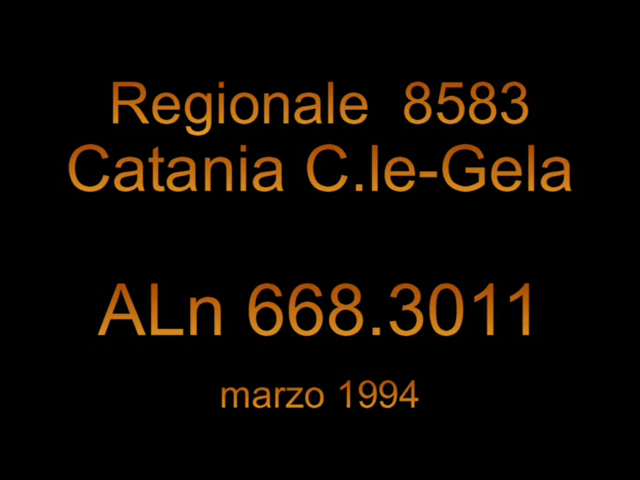 Regionale 8583
Catania C.le-Gela
ALn 668.3011
marzo 1994